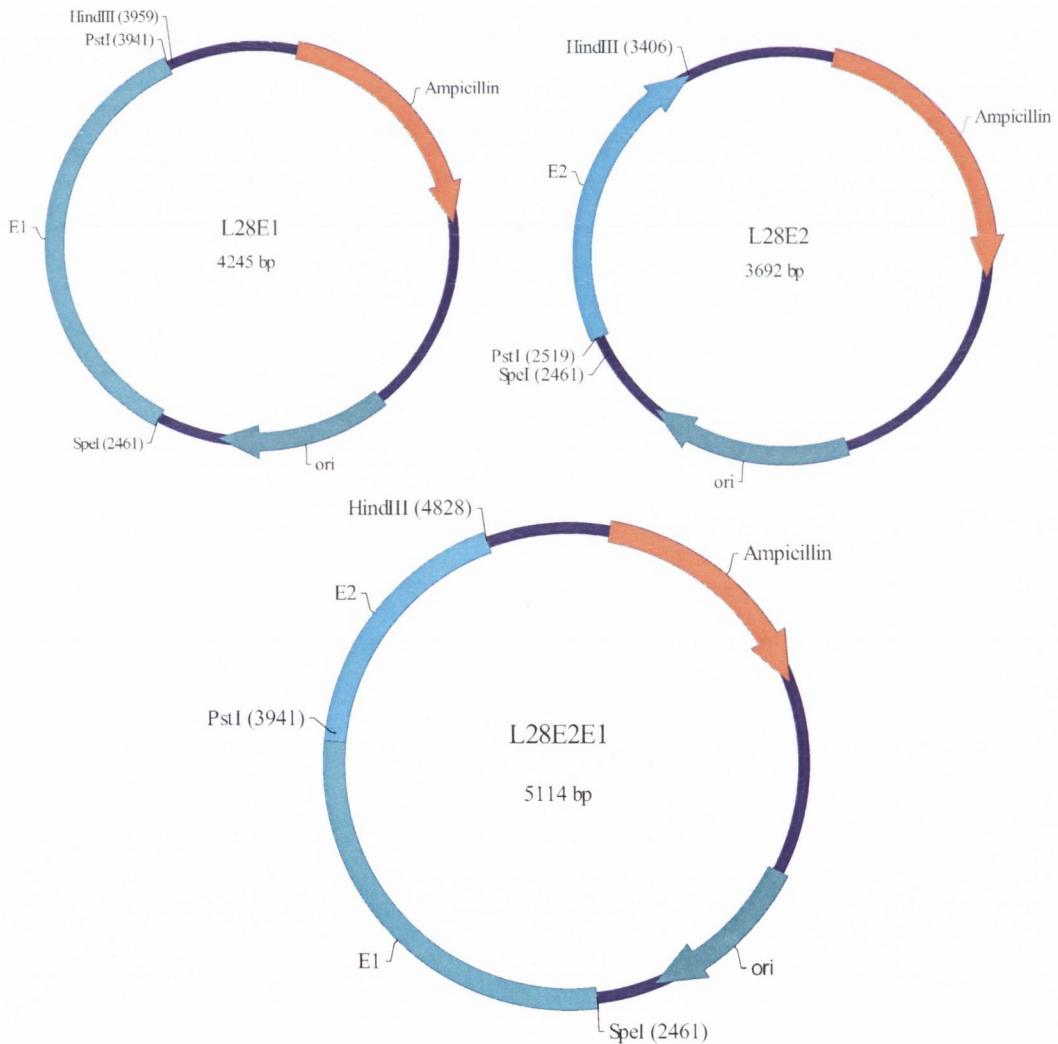 HindIII (3959)
PstI (3941)
Ampicillin
E1
L28E1
4245 bp
SpeI (2461)
ori
HindIII (3406)
Ampicillin
E2
L28E2
3692 bp
PstI (2519)
SpeI (2461)
ori
HindIII (4828)
Ampicillin
E2
PstI (3941)
L28E2E1
5114 bp
E1
ori
SpeI (2461)